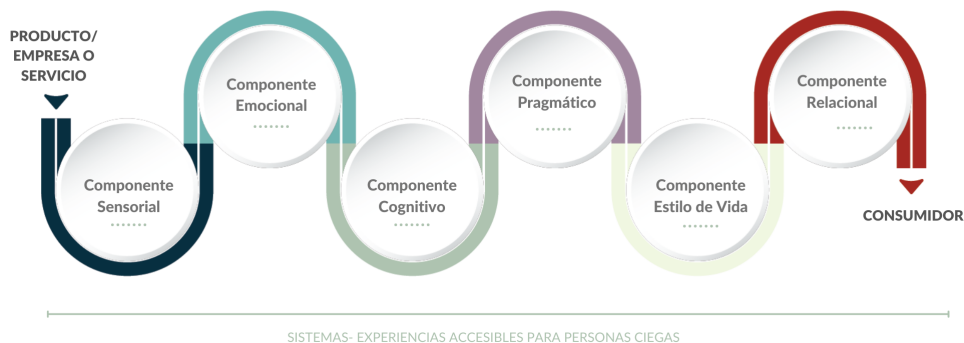 PRODUCTO/
EMPRESA O
SERVICIO
Componente
Sensorial
Componente
Emocional
Componente
Cognitivo
Componente
Pragmático
Componente
Estilo de Vida
Componente
Relacional
CONSUMIDOR
SISTEMAS- EXPERIENCIAS ACCESIBLES PARA PERSONAS CIEGAS